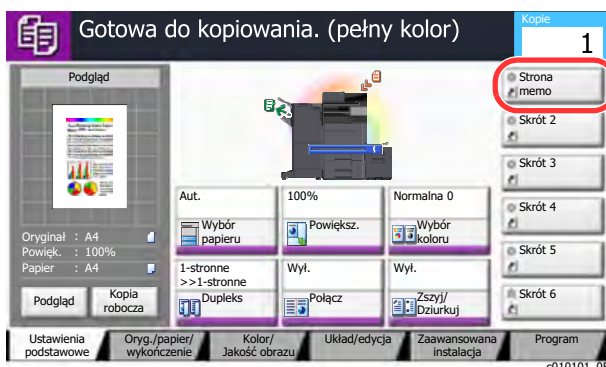 Gotowa do kopiowania. (pełny kolor)
Kopie
1
Podgląd
Oryginał : A4
Powięk. : 100%
Papier : A4
Podgląd
Kopia
robocza
Aut.
Wybór
papieru
100%
Powiększ.
Normalna 0
Wybór
koloru
1-stronne
>>1-stronne
Dupleks
Wył.
Połącz
Wył.
Zszyj/
Dziurkuj
Strona
memo
Skrót 2
Skrót 3
Skrót 4
Skrót 5
Skrót 6
Ustawienia
podstawowe
Oryg./papier/
wykończenie
Kolor/
Jakość obrazu
Układ/edycja
Zaawansowana
instalacja
Program
c010101_05